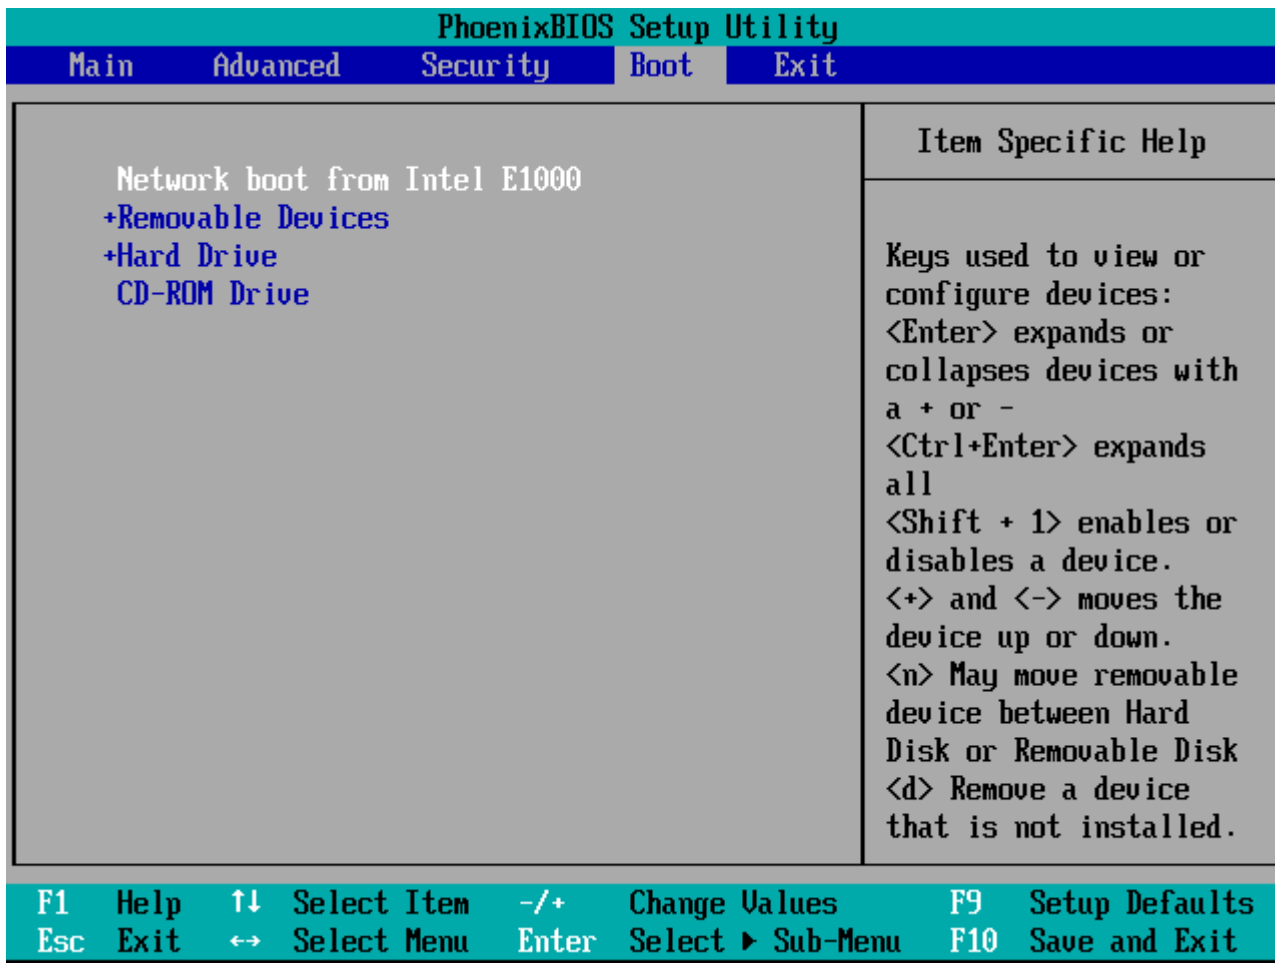 PhoenixBIOS Setup Utility
Main Advanced Security Boot Exit
Network boot from Intel E1000
+Removable Devices
+Hard Drive
CD-ROM Drive
Item Specific Help
Keys used to view or
configure devices:
<Enter> expands or
collapses devices with
a + or -
<Ctrl+Enter> expands
all
<Shift + 1> enables or
disables a device.
<+> and <-> moves the
device up or down.
<n> May move removable
device between Hard
Disk or Removable Disk
<d> Remove a device
that is not installed.
F1 Help ↑↓ Select Item -/+ Change Values F9 Setup Defaults
Esc Exit ↔ Select Menu Enter Select ▶ Sub-Menu F10 Save and Exit